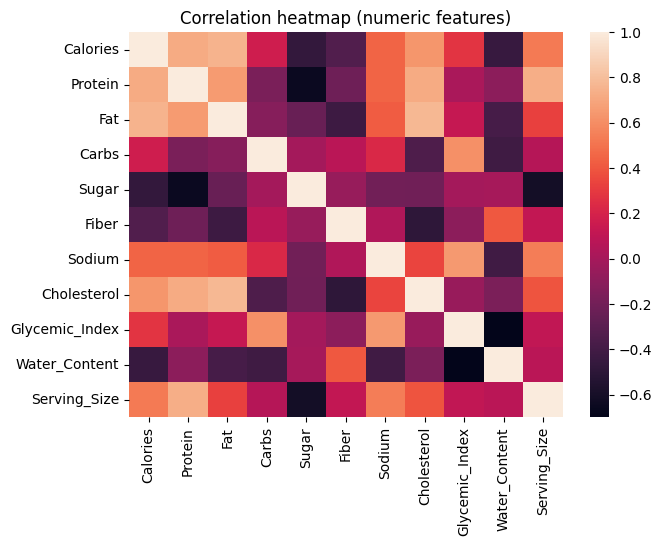 Correlation heatmap (numeric features)
Calories
Protein
Fat
Carbs
Sugar
Fiber
Sodium
Cholesterol
Glycemic_Index
Water_Content
Serving_Size
Calories
Protein
Fat
Carbs
Sugar
Fiber
Sodium
Cholesterol
Glycemic_Index
Water_Content
Serving_Size
1.0
0.8
0.6
0.4
0.2
0.0
−0.2
−0.4
−0.6